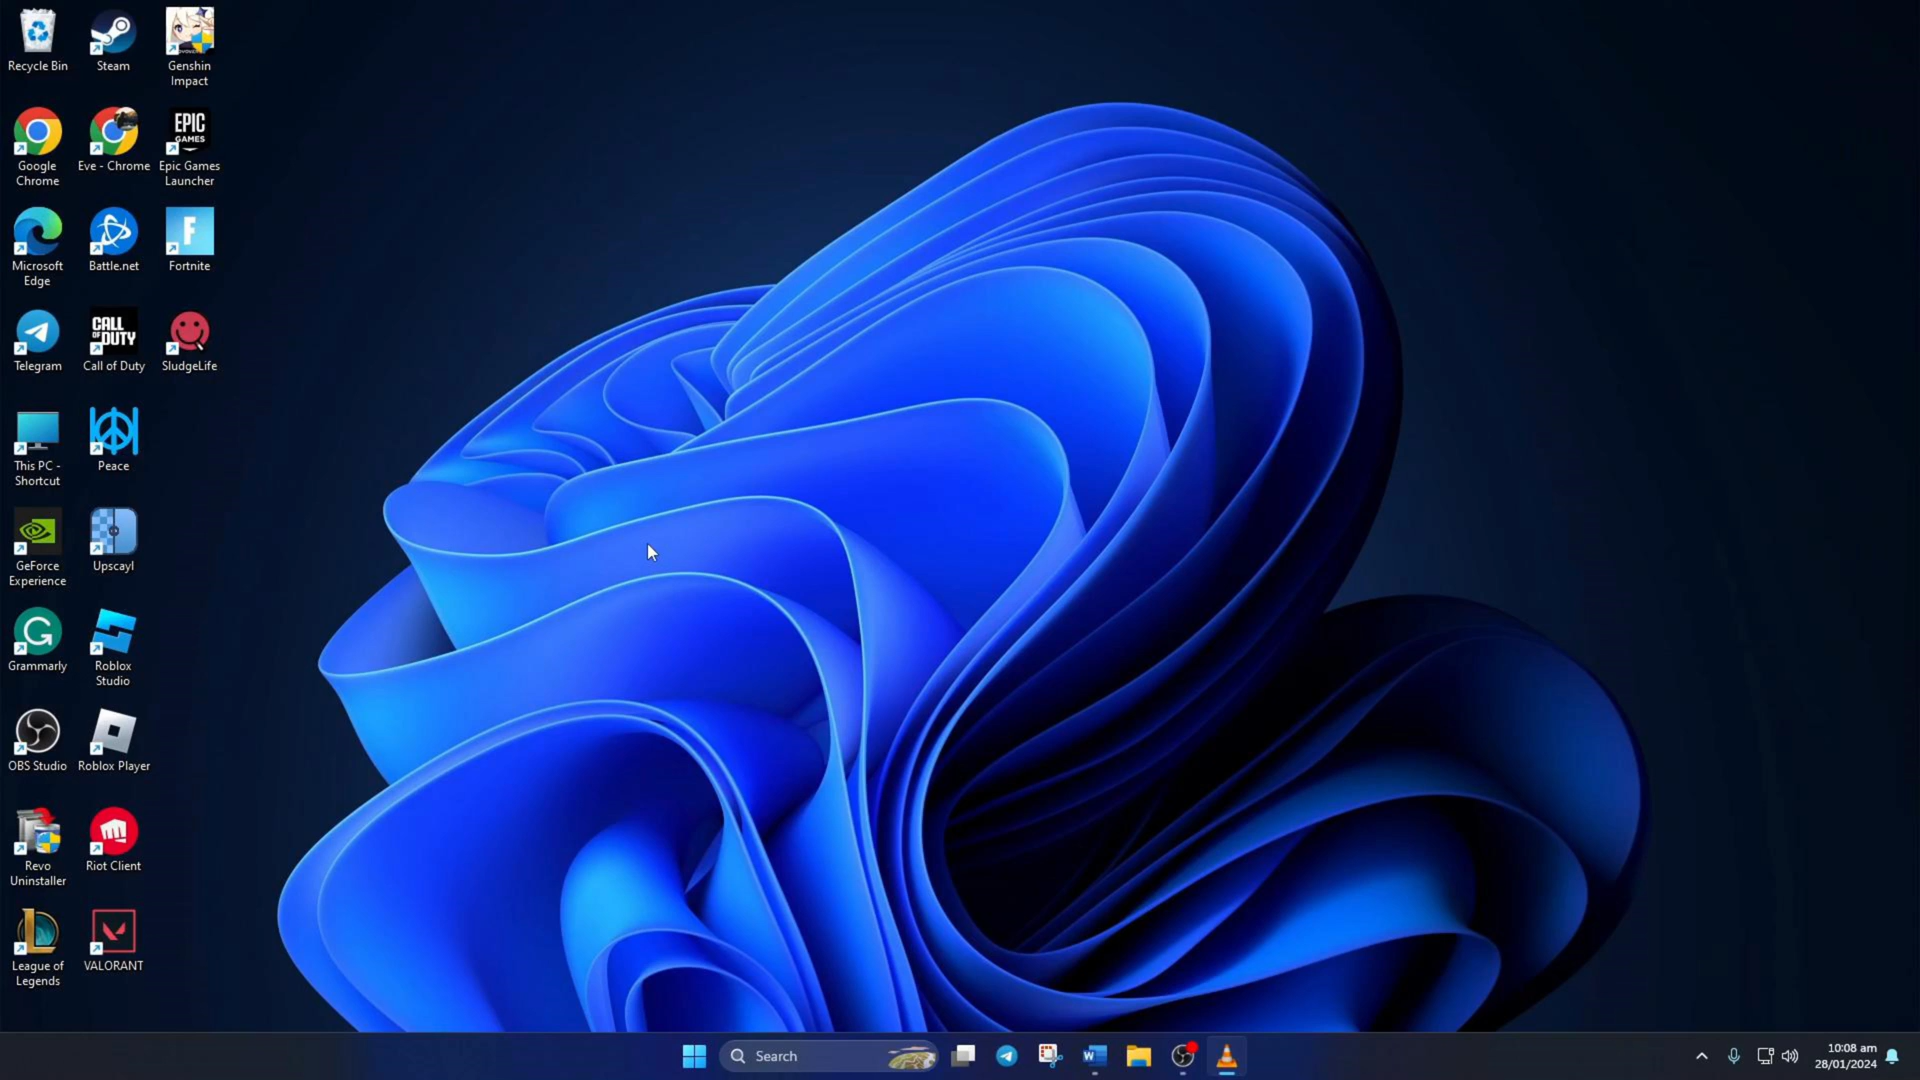 Recycle Bin
Steam
Genshin
Impact
Google
Chrome
Eve - Chrome
EPIC
GAMES
Epic Games
Launcher
Microsoft
Edge
Battle.net
F
Fortnite
Telegram
CALL
OF DUTY
Call of Duty
SludgeLife
This PC -
Shortcut
Peace
GeForce
Experience
Upscayl
G
Grammarly
Roblox
Studio
OBS Studio
Roblox Player
Revo
Uninstaller
Riot Client
L
League of
Legends
VALORANT
Search
W
10:08 am
28/01/2024